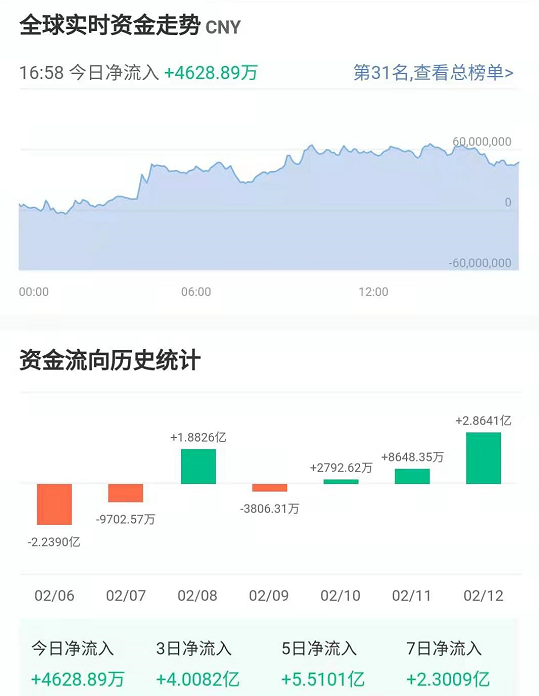 全球实时资金走势 CNY
16:58 今日净流入 +4628.89万 第31名,查看总榜单>
60,000,000
0
-60,000,000
00:00 06:00 12:00
资金流向历史统计
+2.8641亿
+1.8826亿
+8648.35万
+2792.62万
-3806.31万
-9702.57万
-2.2390亿
02/06 02/07 02/08 02/09 02/10 02/11 02/12
今日净流入 3日净流入 5日净流入 7日净流入
+4628.89万 +4.0082亿 +5.5101亿 +2.3009亿